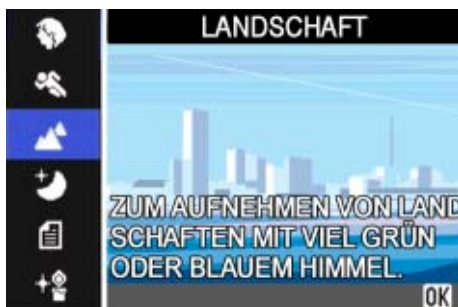 LANDSCHAFT
ZUM AUFNEHMEN VON LAND
SCHAFTEN MIT VIEL GRÜN
ODER BLAUEM HIMMEL.
OK